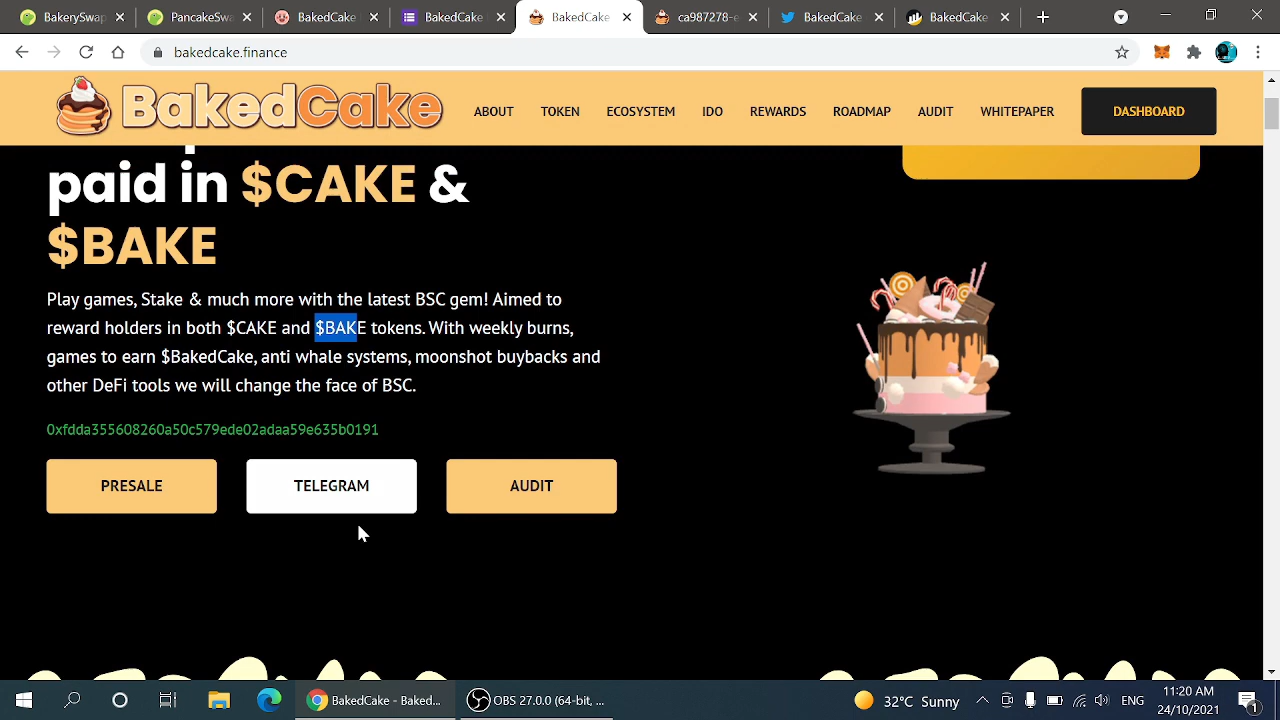 PancakeSwa
PancakeSwa
BakedCake
BakedCake
ca987278-e
BakedCake
BakedCake
bakedcake.finance
BakedCake
ABOUT
TOKEN
ECOSYSTEM
IDO
REWARDS
ROADMAP
AUDIT
WHITEPAPER
DASHBOARD
paid in $CAKE &
$BAKE
Play games, Stake & much more with the latest BSC gem! Aimed to
reward holders in both $CAKE and $BAKE tokens. With weekly burns,
games to earn $BakedCake, anti whale systems, moonshot buybacks and
other DeFi tools we will change the face of BSC.
0xfdda355608260a50c579ede02adaa59e635b0191
PRESALE
TELEGRAM
AUDIT
BakedCake - Baked...
OBS 27.0.0 (64-bit, ...
32°C Sunny
ENG
11:20 AM
24/10/2021
1